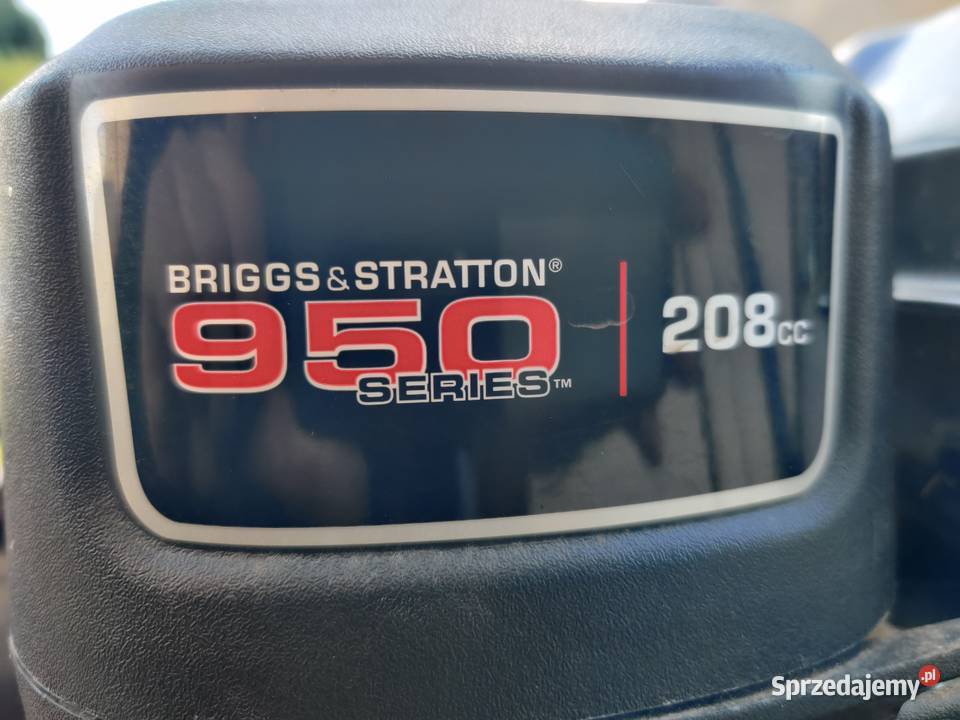 BRIGGS & STRATTON®
950
SERIES™
208cc
Sprzedajemy.pl